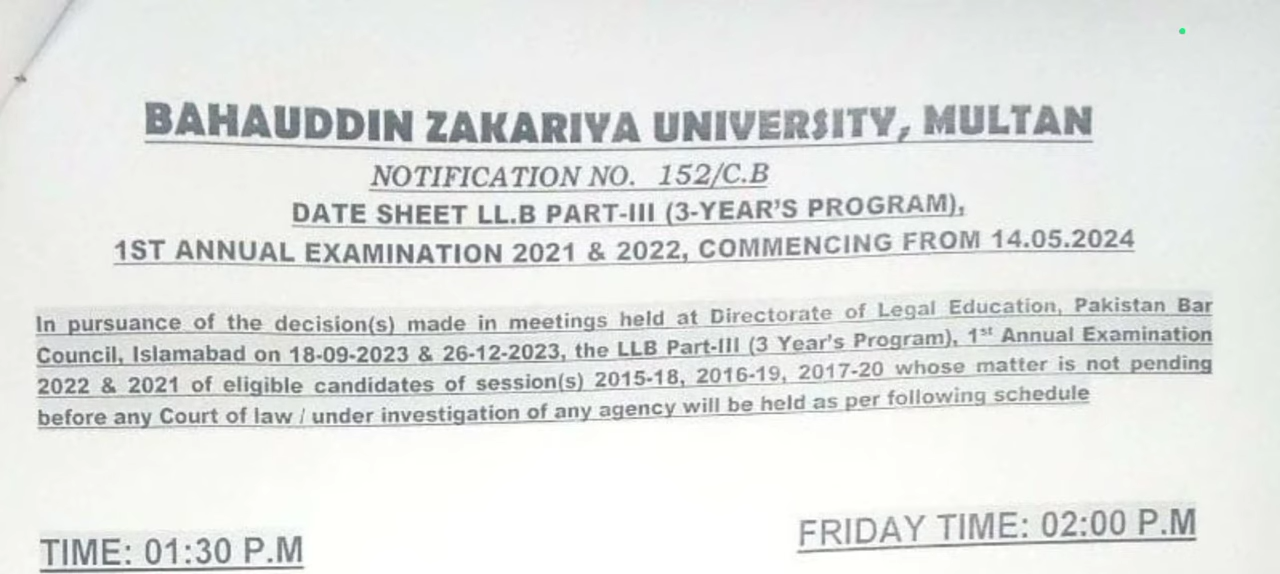 BAHAUDDIN ZAKARIYA UNIVERSITY, MULTAN
NOTIFICATION NO. 152/C.B
DATE SHEET LL.B PART-III (3-YEAR'S PROGRAM),
1ST ANNUAL EXAMINATION 2021 & 2022, COMMENCING FROM 14.05.2024
In pursuance of the decision(s) made in meetings held at Directorate of Legal Education, Pakistan Bar
Council, Islamabad on 18-09-2023 & 26-12-2023, the LLB Part-III (3 Year's Program), 1st Annual Examination
2022 & 2021 of eligible candidates of session(s) 2015-18, 2016-19, 2017-20 whose matter is not pending
before any Court of law / under investigation of any agency will be held as per following schedule
TIME: 01:30 P.M
FRIDAY TIME: 02:00 P.M